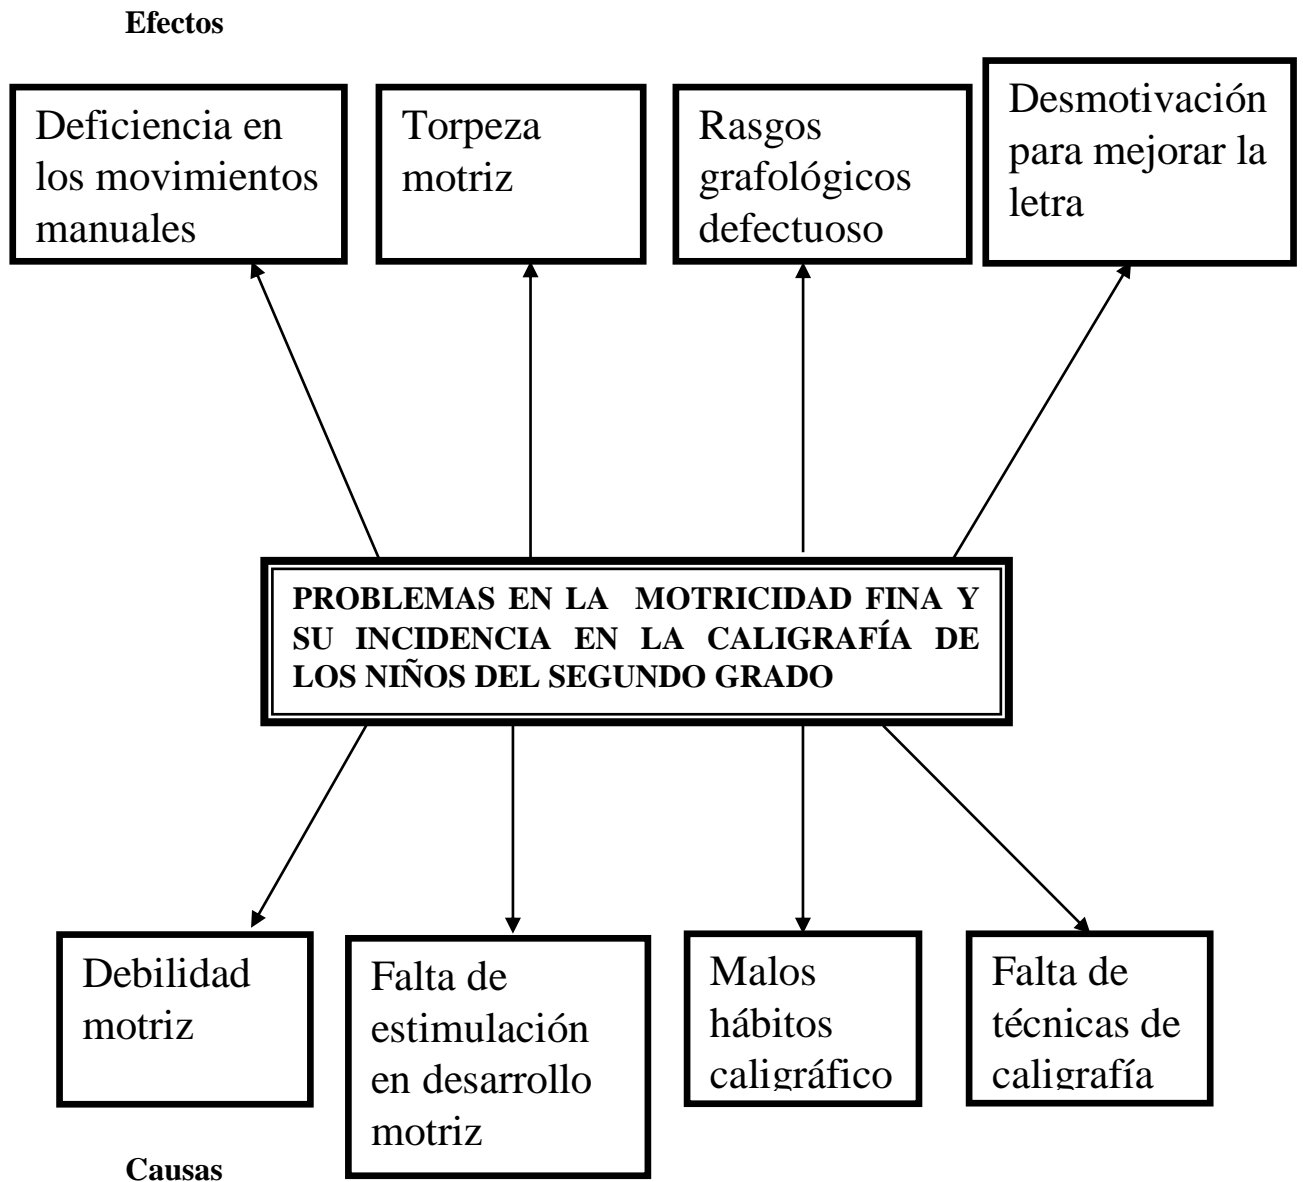 Efectos
Deficiencia en
los movimientos
manuales
Torpeza
motriz
Rasgos
grafológicos
defectuoso
Desmotivación
para mejorar la
letra
PROBLEMAS EN LA MOTRICIDAD FINA Y
SU INCIDENCIA EN LA CALIGRAFÍA DE
LOS NIÑOS DEL SEGUNDO GRADO
Debilidad
motriz
Falta de
estimulación
en desarrollo
motriz
Malos
hábitos
caligráfico
Falta de
técnicas de
caligrafía
Causas